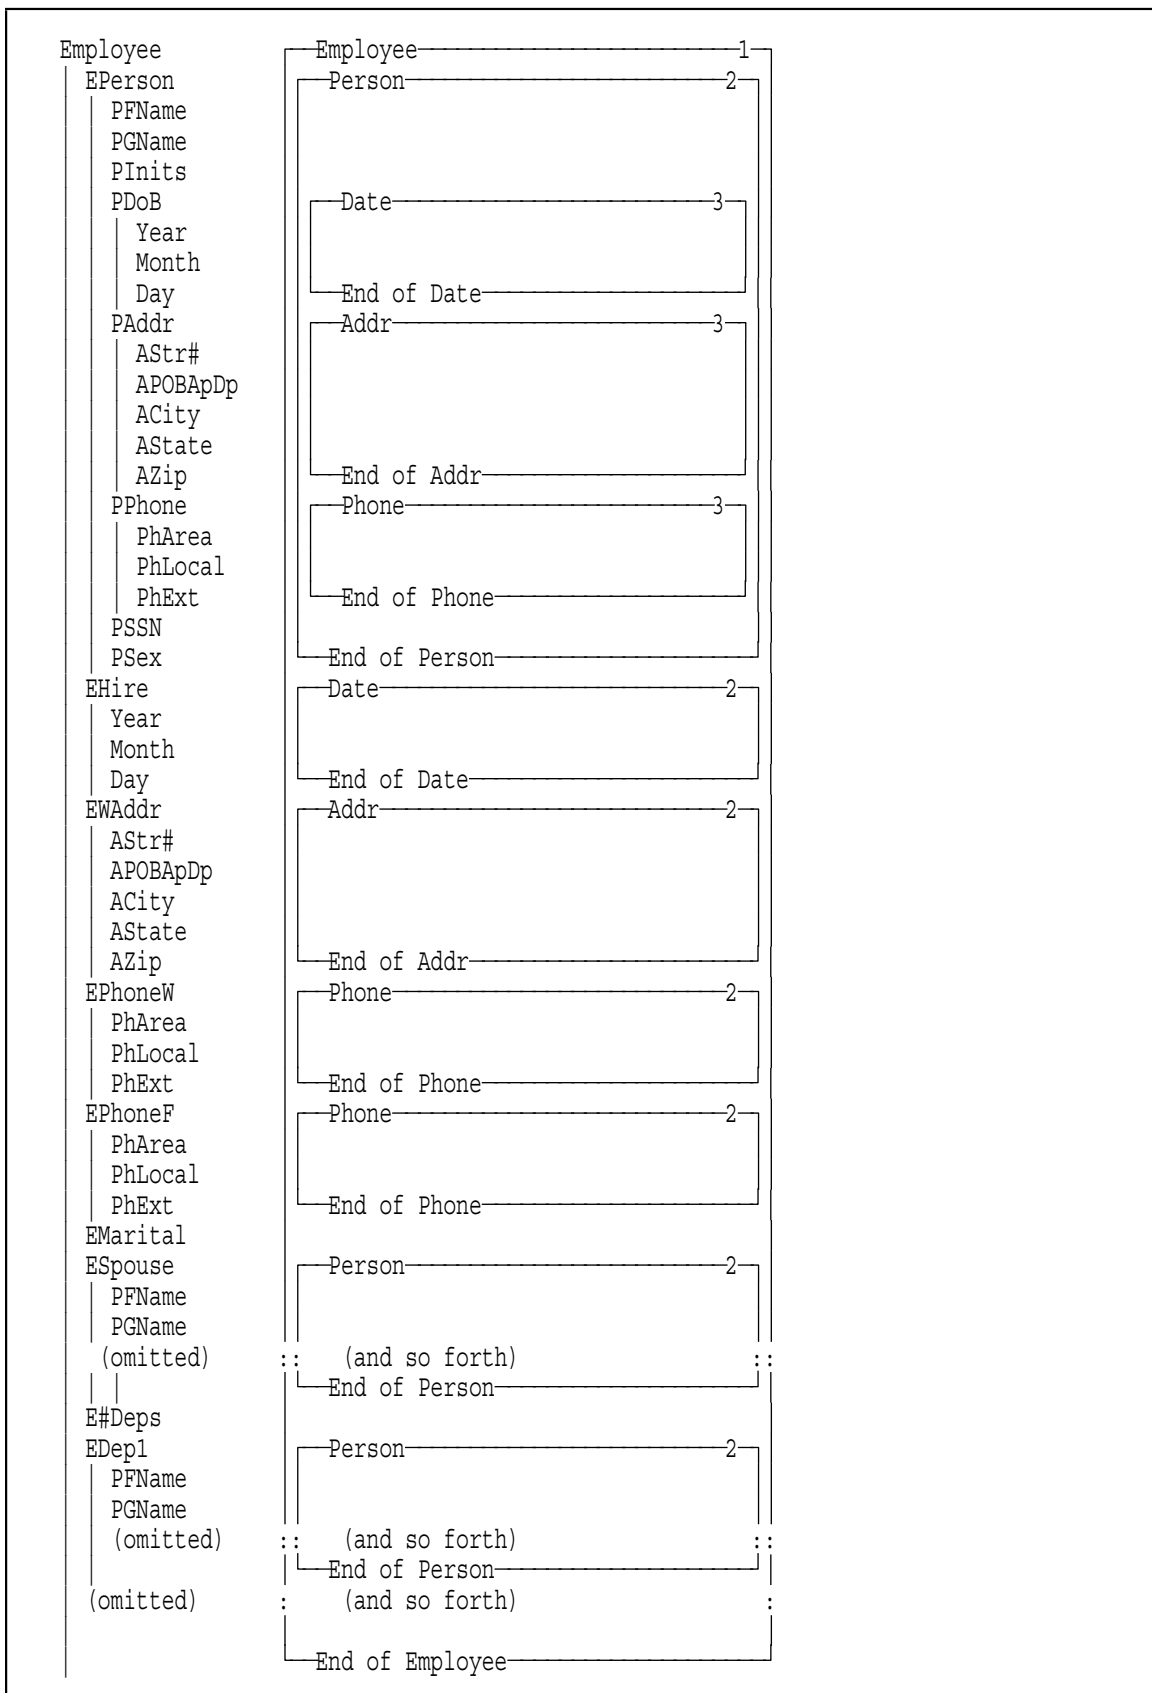 Employee Employee 1
EPerson Person 2
PFName
PGName
PInits
PDoB Date 3
Year
Month
Day End of Date
PAddr Addr 3
AStr#
APOBApDp
ACity
AState
AZip End of Addr
PPhone Phone 3
PhArea
PhLocal
PhExt End of Phone
PSSN
PSex End of Person
EHire Date 2
Year
Month
Day End of Date
EWAddr Addr 2
AStr#
APOBApDp
ACity
AState
AZip End of Addr
EPhoneW Phone 2
PhArea
PhLocal
PhExt End of Phone
EPhoneF Phone 2
PhArea
PhLocal
PhExt End of Phone
EMarital
ESpouse Person 2
PFName
PGName
(omitted) :: (and so forth) ::
End of Person
E#Deps
EDep1 Person 2
PFName
PGName
(omitted) :: (and so forth) ::
End of Person
(omitted) : (and so forth) :
End of Employee